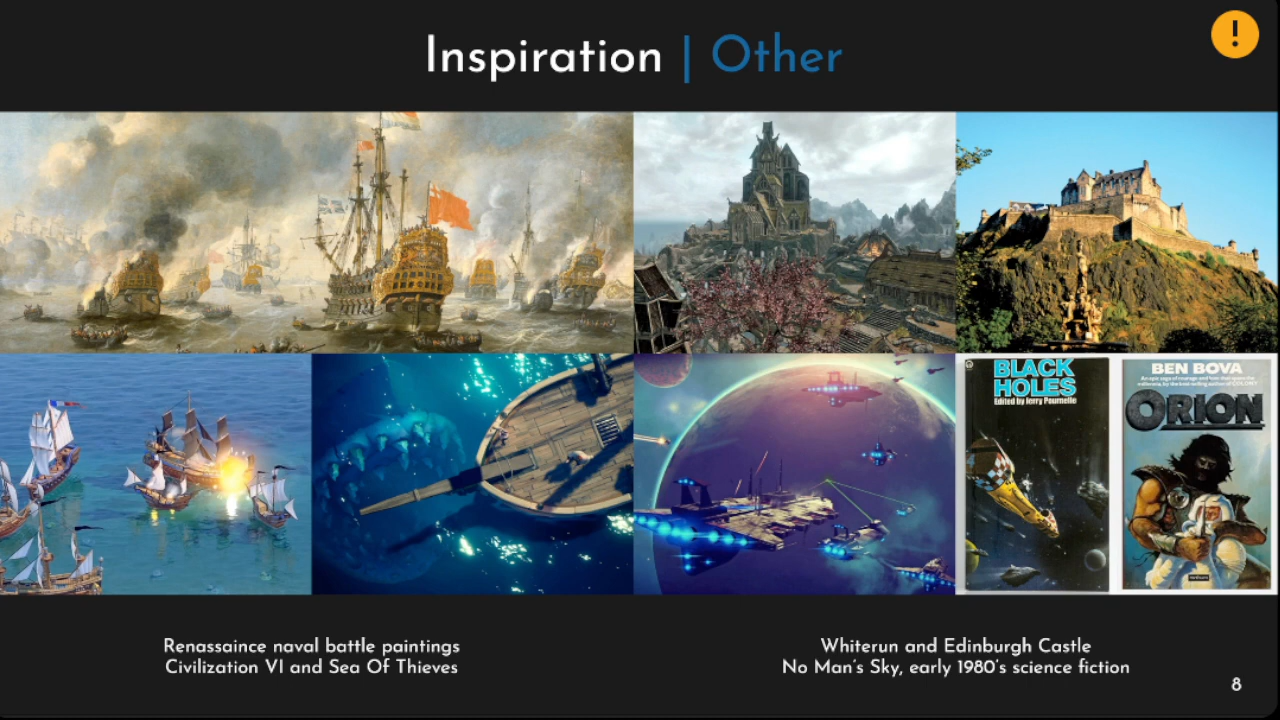 Inspiration | Other
!
BLACK
HOLES
Edited by Jerry Pournelle
BEN BOVA
ORION
Renassaince naval battle paintings
Civilization VI and Sea Of Thieves
Whiterun and Edinburgh Castle
No Man's Sky, early 1980's science fiction
8